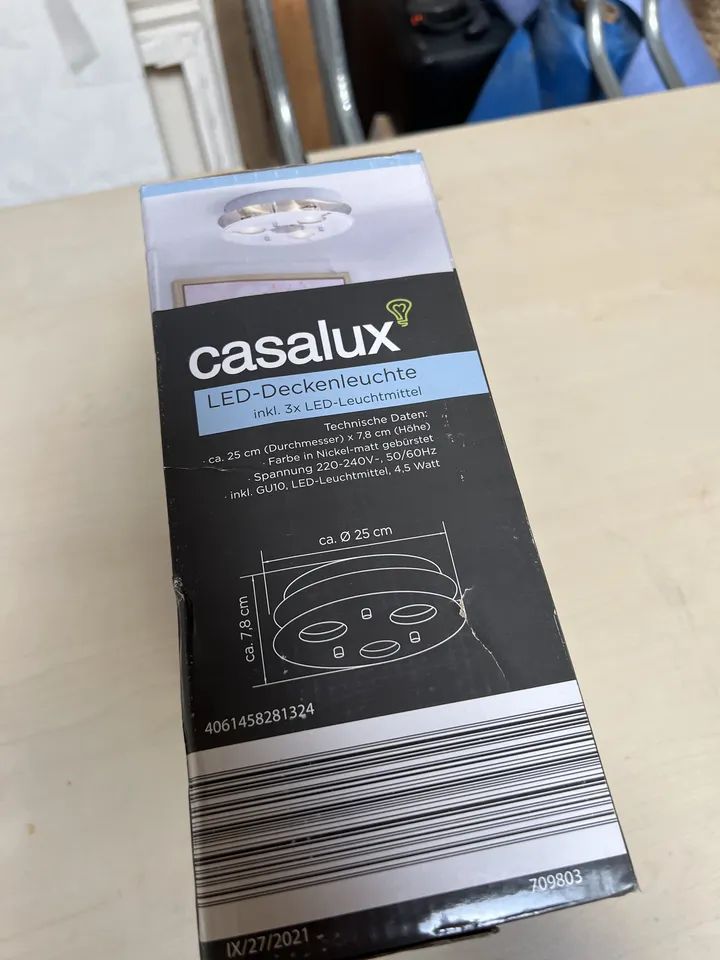 casalux
LED-Deckenleuchte
inkl. 3x LED-Leuchtmittel
Technische Daten:
· ca. 25 cm (Durchmesser) x 7,8 cm (Höhe)
· Farbe in Nickel-matt gebürstet
· Spannung 220-240V~, 50/60Hz
· inkl. GU10, LED-Leuchtmittel, 4,5 Watt
ca. Ø 25 cm
ca. 7,8 cm
4061458281324
709803
IX/27/2021